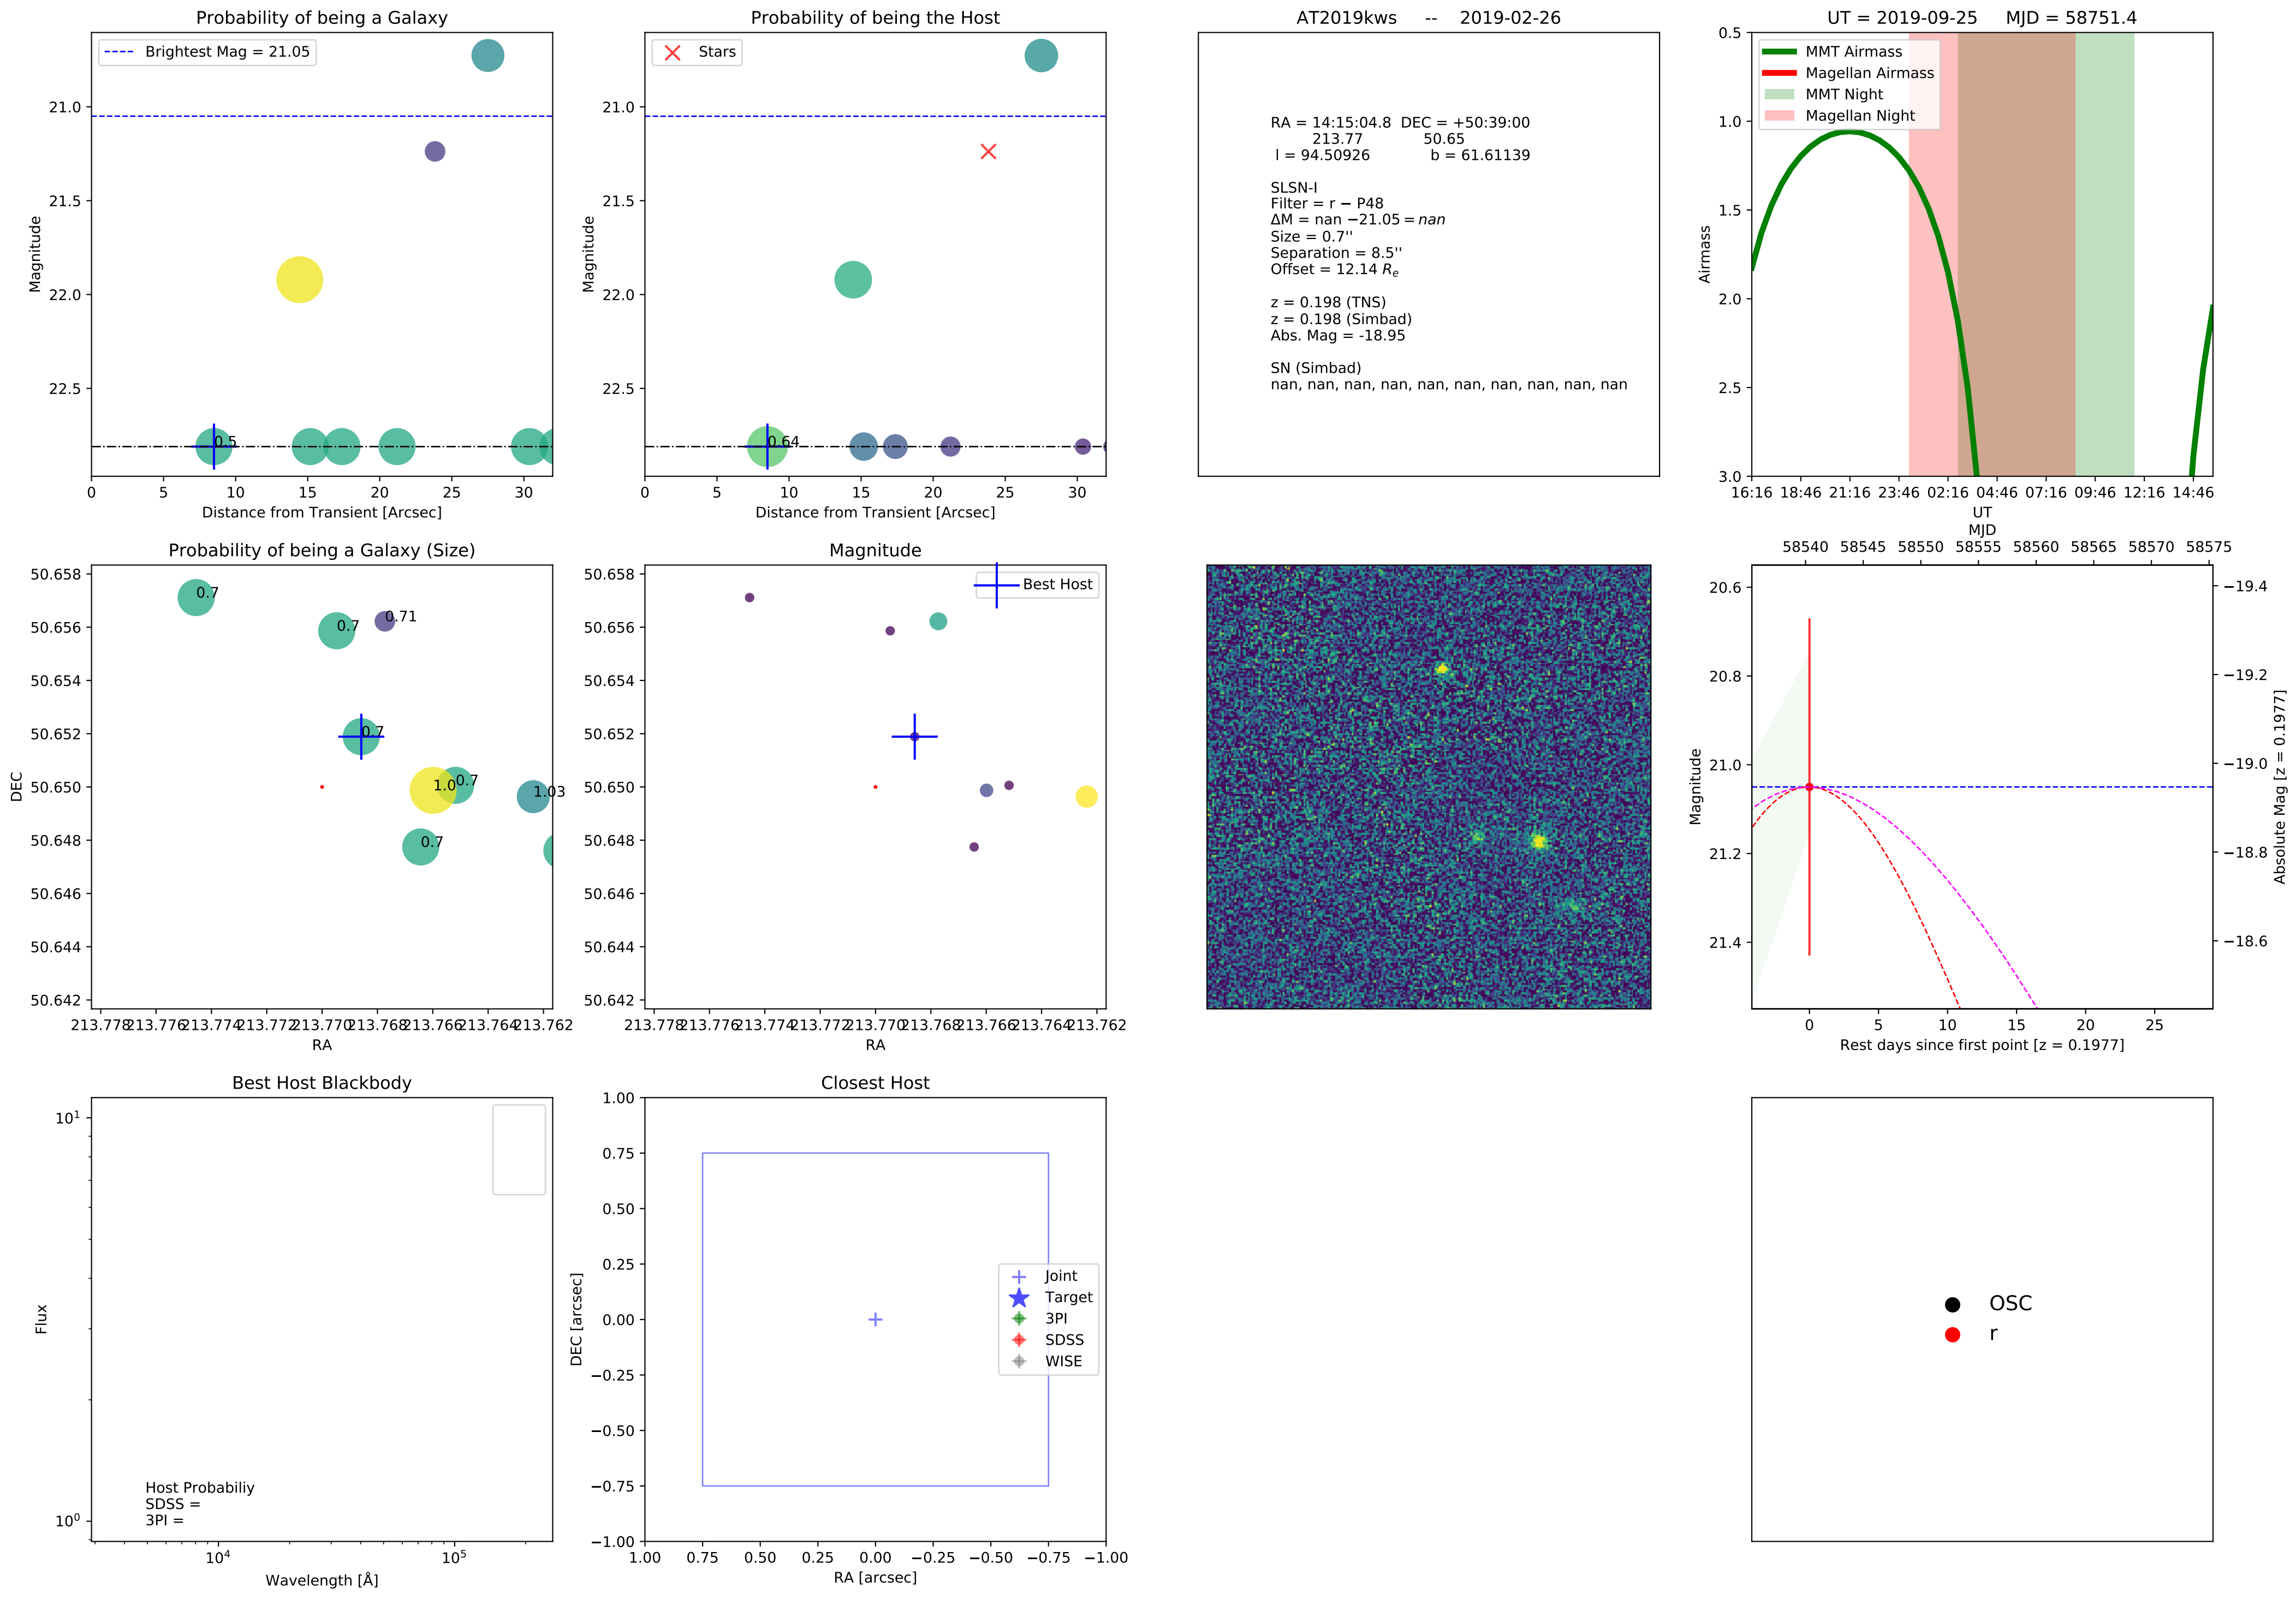 Probability of being a Galaxy
Brightest Mag = 21.05
Magnitude
21.0
21.5
22.0
22.5
0.5
0 5 10 15 20 25 30
Distance from Transient [Arcsec]
Probability of being the Host
Stars
Magnitude
21.0
21.5
22.0
22.5
0.64
0 5 10 15 20 25 30
Distance from Transient [Arcsec]
AT2019kws -- 2019-02-26
RA = 14:15:04.8 DEC = +50:39:00
213.77 50.65
l = 94.50926 b = 61.61139
SLSN-I
Filter = r − P48
ΔM = nan −21.05 = nan
Size = 0.7''
Separation = 8.5''
Offset = 12.14 Re
z = 0.198 (TNS)
z = 0.198 (Simbad)
Abs. Mag = -18.95
SN (Simbad)
nan, nan, nan, nan, nan, nan, nan, nan, nan, nan
UT = 2019-09-25 MJD = 58751.4
MMT Airmass
Magellan Airmass
MMT Night
Magellan Night
Airmass
0.5
1.0
1.5
2.0
2.5
3.0
16:16 18:46 21:16 23:46 02:16 04:46 07:16 09:46 12:16 14:46
UT
Probability of being a Galaxy (Size)
DEC
50.658
50.656
50.654
50.652
50.650
50.648
50.646
50.644
50.642
0.7
0.7
0.71
0.7
1.0
0.7
1.03
0.7
213.778 213.776 213.774 213.772 213.770 213.768 213.766 213.764 213.762
RA
Magnitude
Best Host
50.658
50.656
50.654
50.652
50.650
50.648
50.646
50.644
50.642
213.778 213.776 213.774 213.772 213.770 213.768 213.766 213.764 213.762
RA
MJD
58540 58545 58550 58555 58560 58565 58570 58575
Magnitude
20.6
20.8
21.0
21.2
21.4
−19.4
−19.2
−19.0
−18.8
−18.6
Absolute Mag [z = 0.1977]
0 5 10 15 20 25
Rest days since first point [z = 0.1977]
Best Host Blackbody
Flux
10^1
10^0
Host Probabiliy
SDSS =
3PI =
10^4 10^5
Wavelength [Å]
Closest Host
DEC [arcsec]
1.00
0.75
0.50
0.25
0.00
−0.25
−0.50
−0.75
−1.00
Joint
Target
3PI
SDSS
WISE
1.00 0.75 0.50 0.25 0.00 −0.25 −0.50 −0.75 −1.00
RA [arcsec]
OSC
r